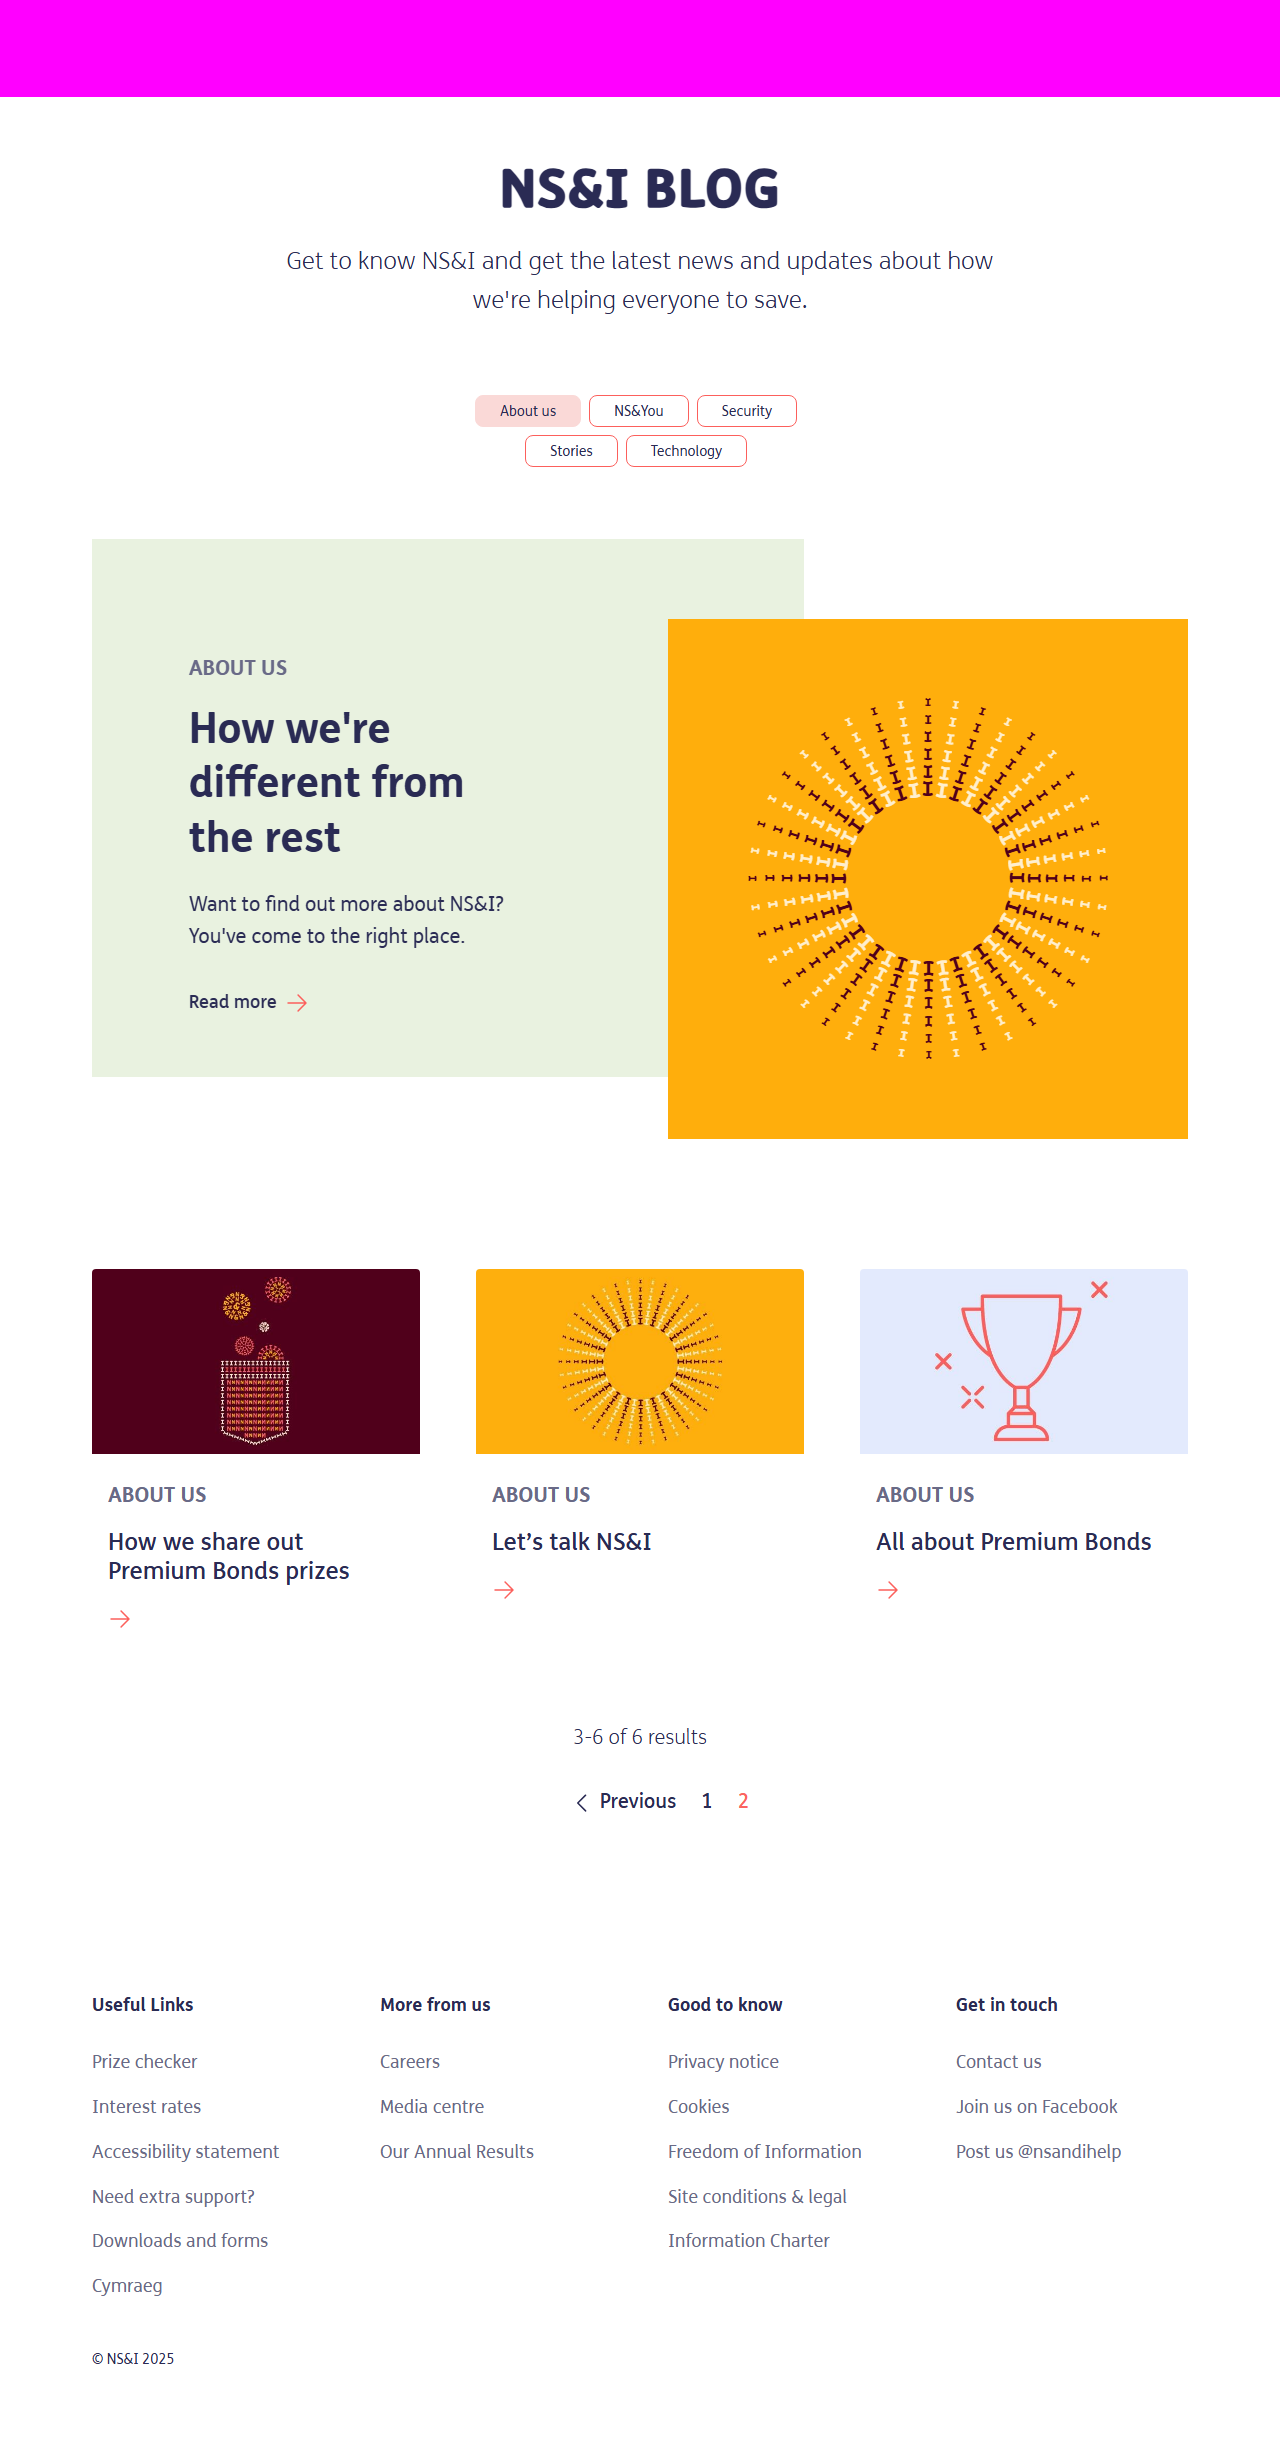 NS&I BLOG
Get to know NS&I and get the latest news and updates about how
we're helping everyone to save.
About us
NS&You
Security
Stories
Technology
ABOUT US
How we're
different from
the rest
Want to find out more about NS&I?
You've come to the right place.
Read more
ABOUT US
How we share out
Premium Bonds prizes
ABOUT US
Let’s talk NS&I
ABOUT US
All about Premium Bonds
3-6 of 6 results
Previous 1 2
Useful Links
Prize checker
Interest rates
Accessibility statement
Need extra support?
Downloads and forms
Cymraeg
More from us
Careers
Media centre
Our Annual Results
Good to know
Privacy notice
Cookies
Freedom of Information
Site conditions & legal
Information Charter
Get in touch
Contact us
Join us on Facebook
Post us @nsandihelp
© NS&I 2025